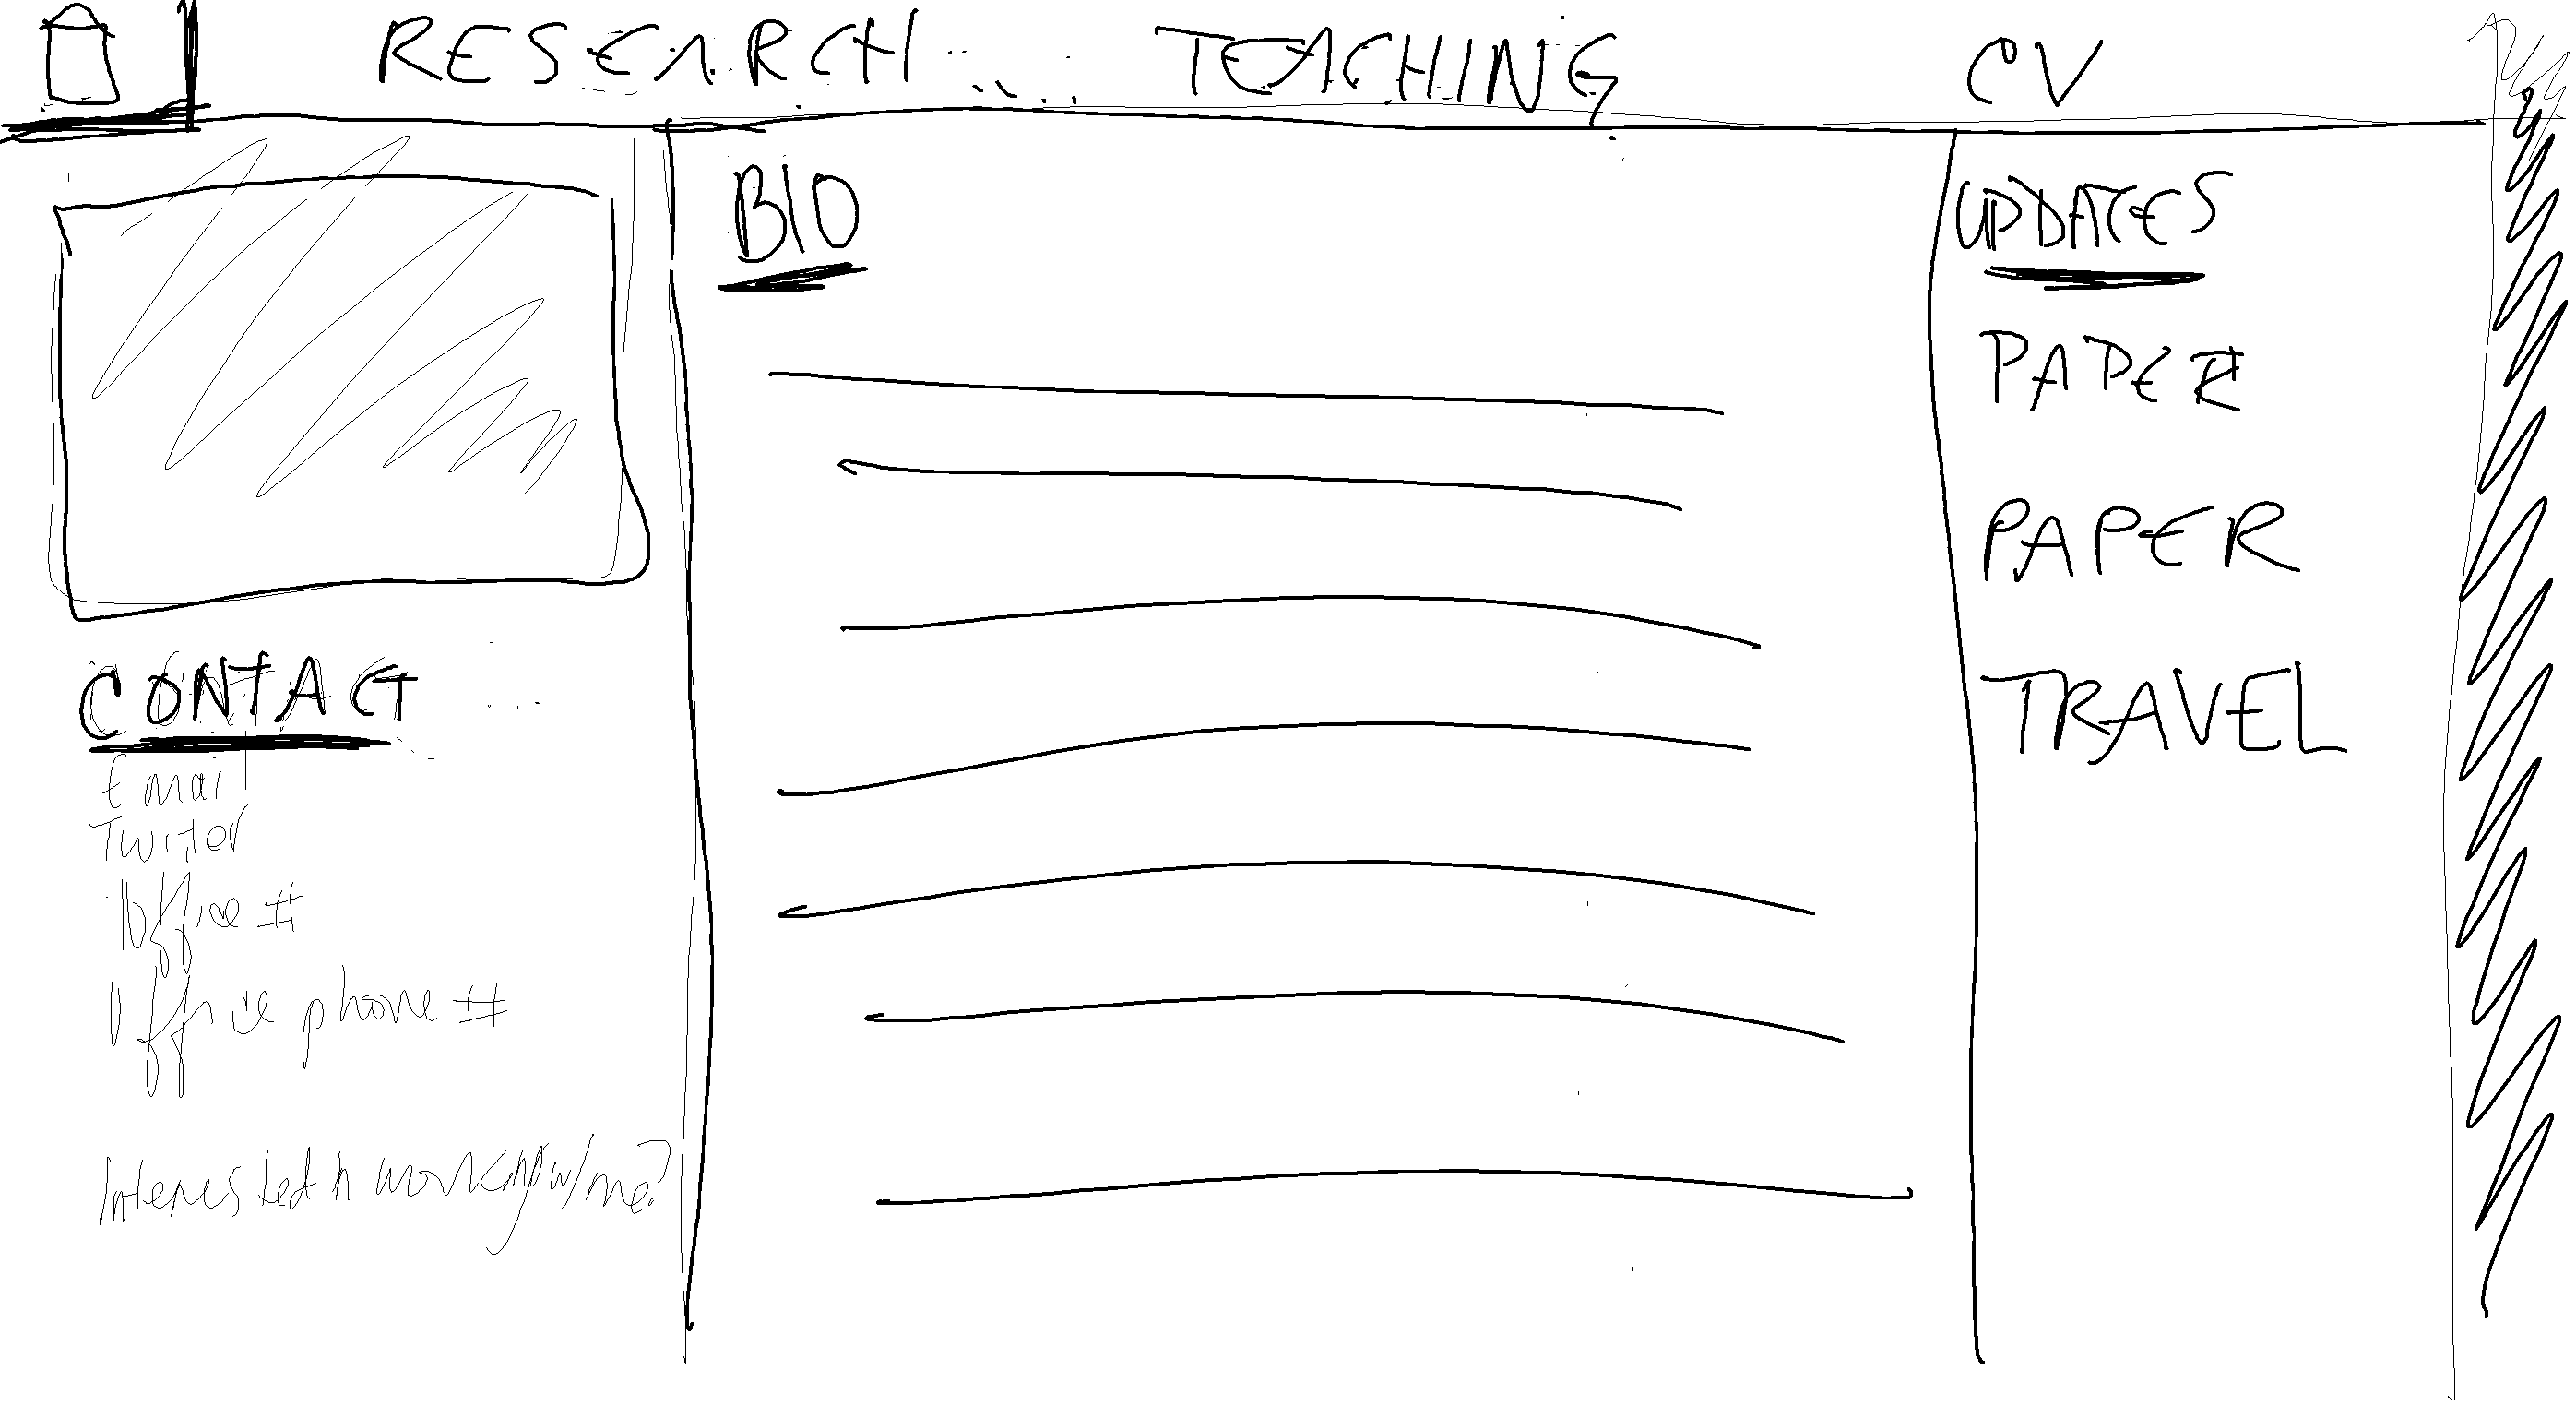 RESEARCH TEACHING CV
BIO
UPDATES
PAPER
PAPER
TRAVEL
CONTACT
Email
Twitter
Office #
Office phone #
Interested in working w/me?